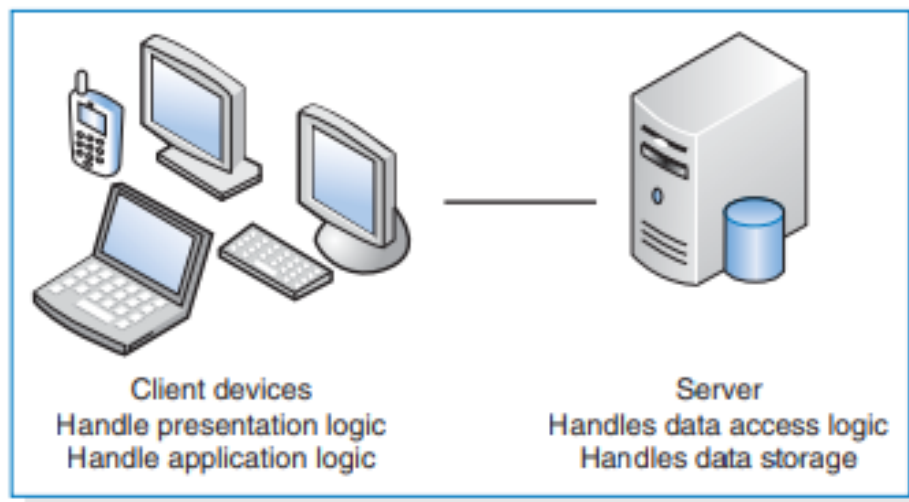 Client devices
Handle presentation logic
Handle application logic
Server
Handles data access logic
Handles data storage